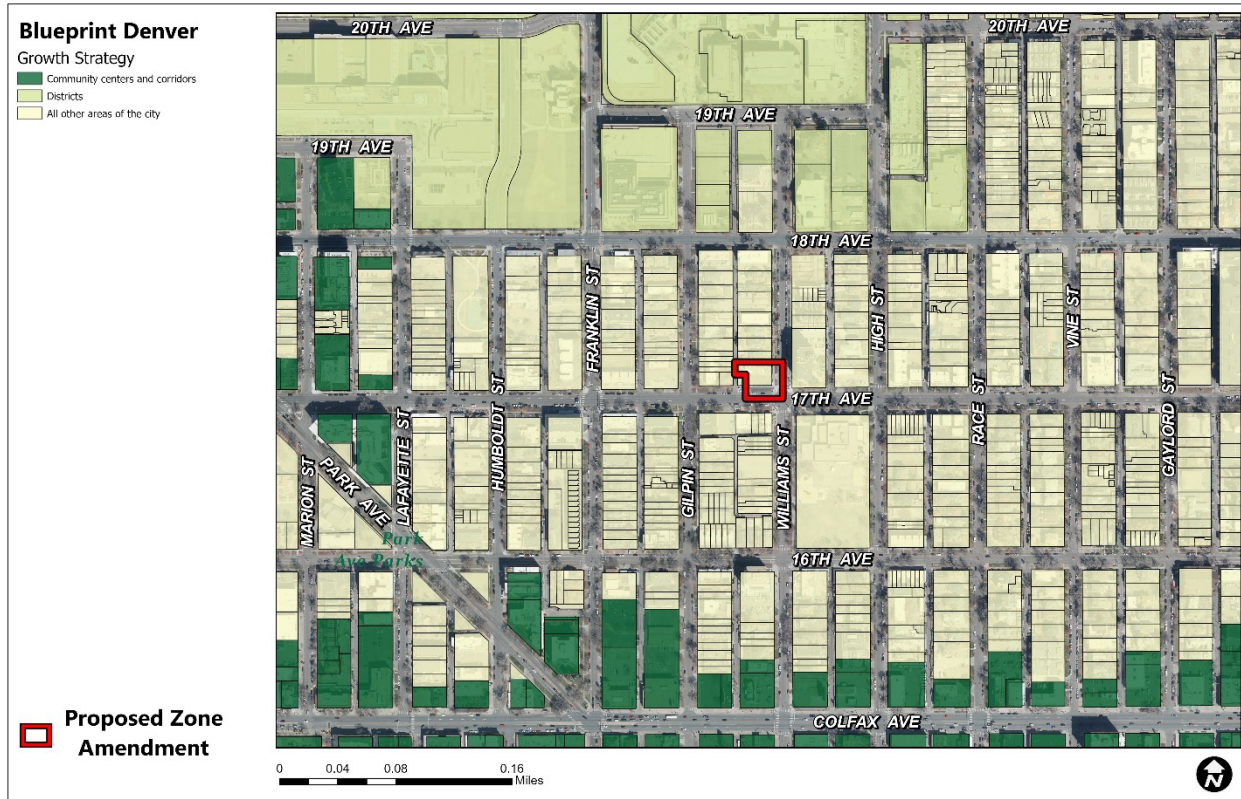 Blueprint Denver
Growth Strategy
Community centers and corridors
Districts
All other areas of the city
20TH AVE
20TH AVE
19TH AVE
19TH AVE
18TH AVE
FRANKLIN ST
HIGH ST
VINE ST
17TH AVE
MARION ST
PARK AVE
LAFAYETTE ST
HUMBOLDT ST
GILPIN ST
WILLIAMS ST
RACE ST
GAYLORD ST
Park
Ave Parks
16TH AVE
COLFAX AVE
Proposed Zone
Amendment
0 0.04 0.08 0.16
Miles
N